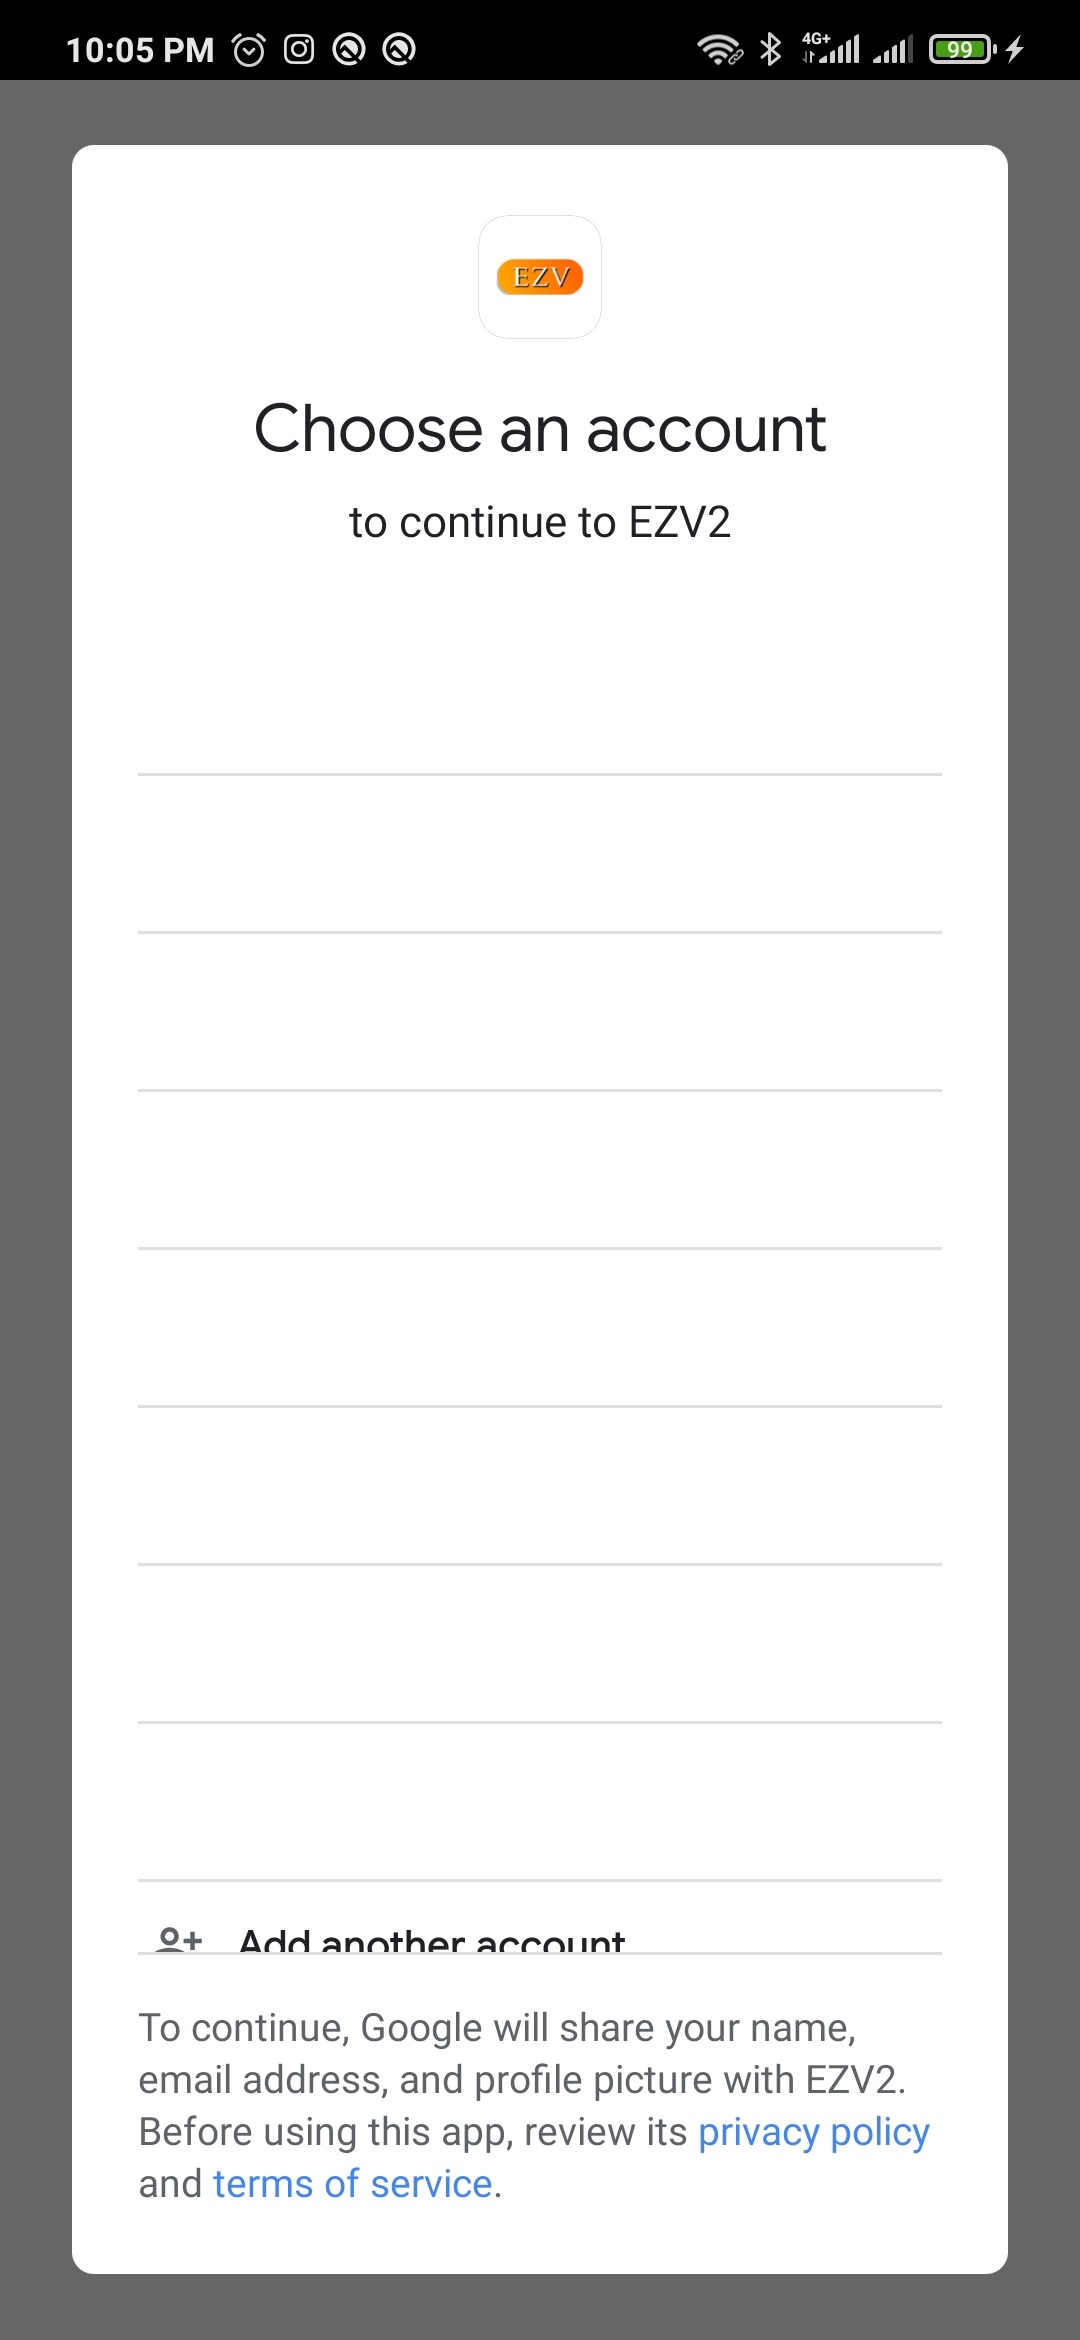 10:05 PM 4G+ 99
EZV
Choose an account
to continue to EZV2
Add another account
To continue, Google will share your name,
email address, and profile picture with EZV2.
Before using this app, review its privacy policy
and terms of service.